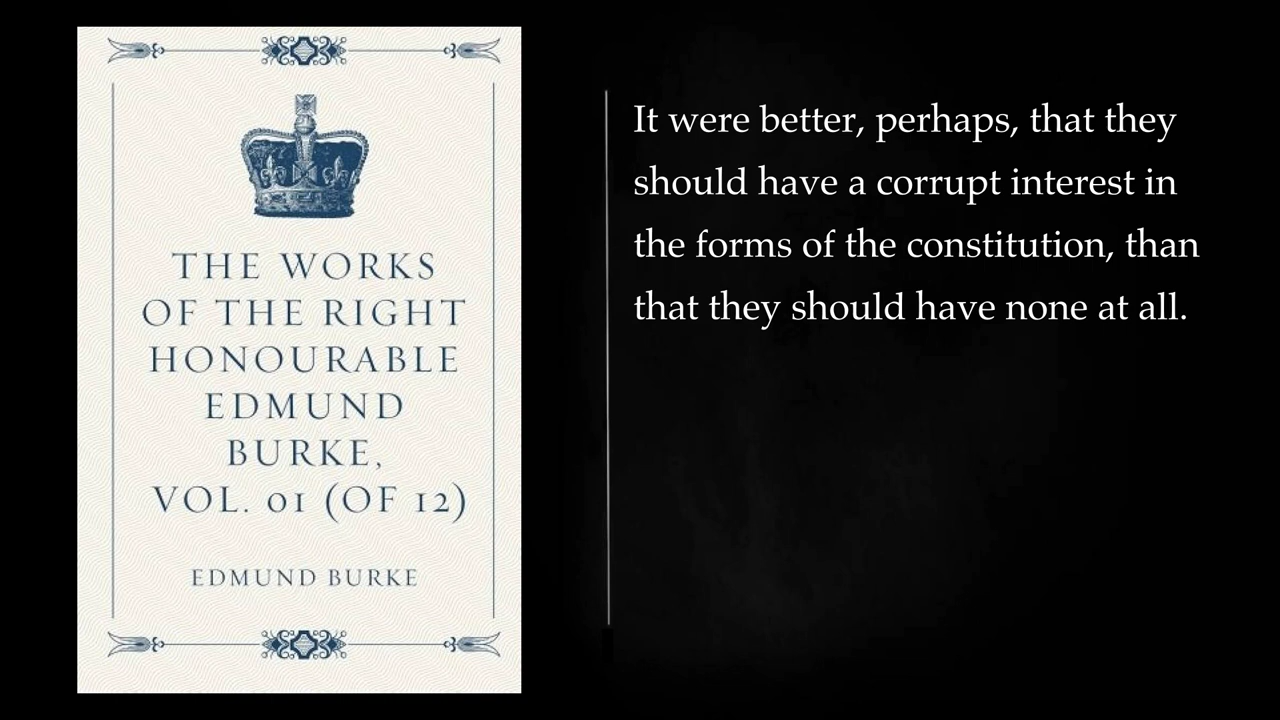 THE WORKS
OF THE RIGHT
HONOURABLE
EDMUND
BURKE,
VOL. 01 (OF 12)
EDMUND BURKE
It were better, perhaps, that they
should have a corrupt interest in
the forms of the constitution, than
that they should have none at all.